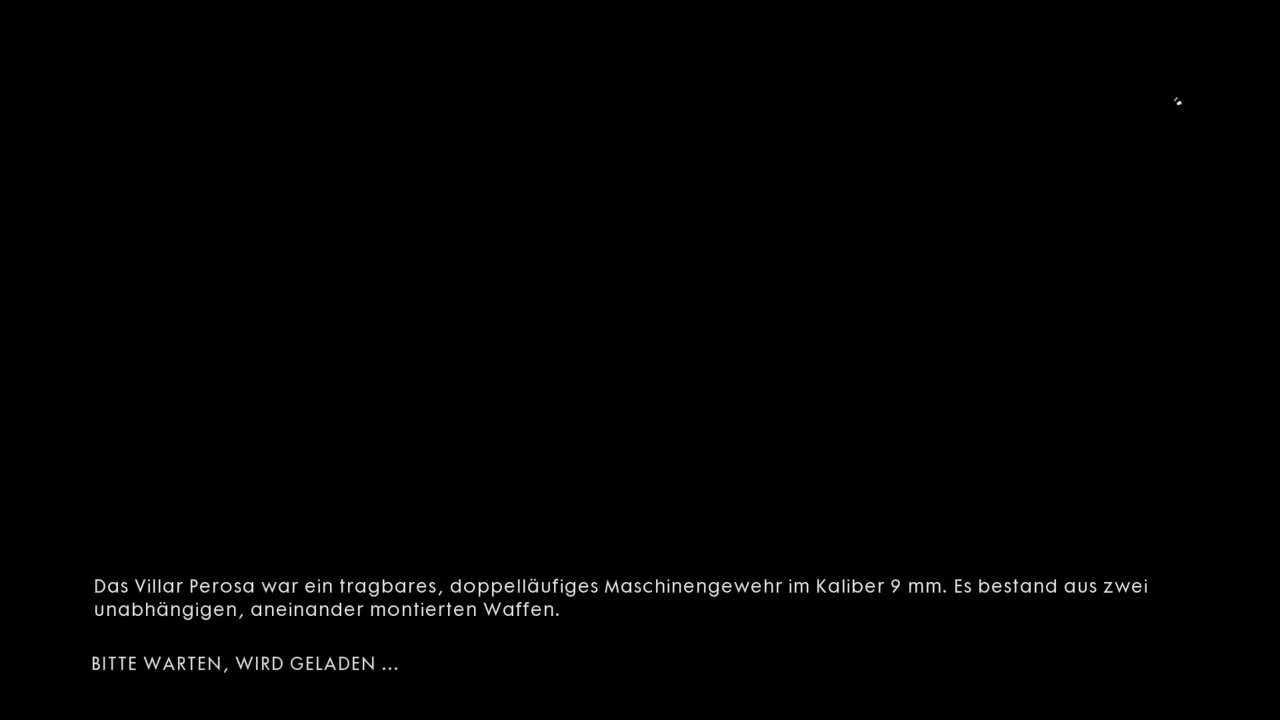 Das Villar Perosa war ein tragbares, doppelläufiges Maschinengewehr im Kaliber 9 mm. Es bestand aus zwei
unabhängigen, aneinander montierten Waffen.
BITTE WARTEN, WIRD GELADEN ...